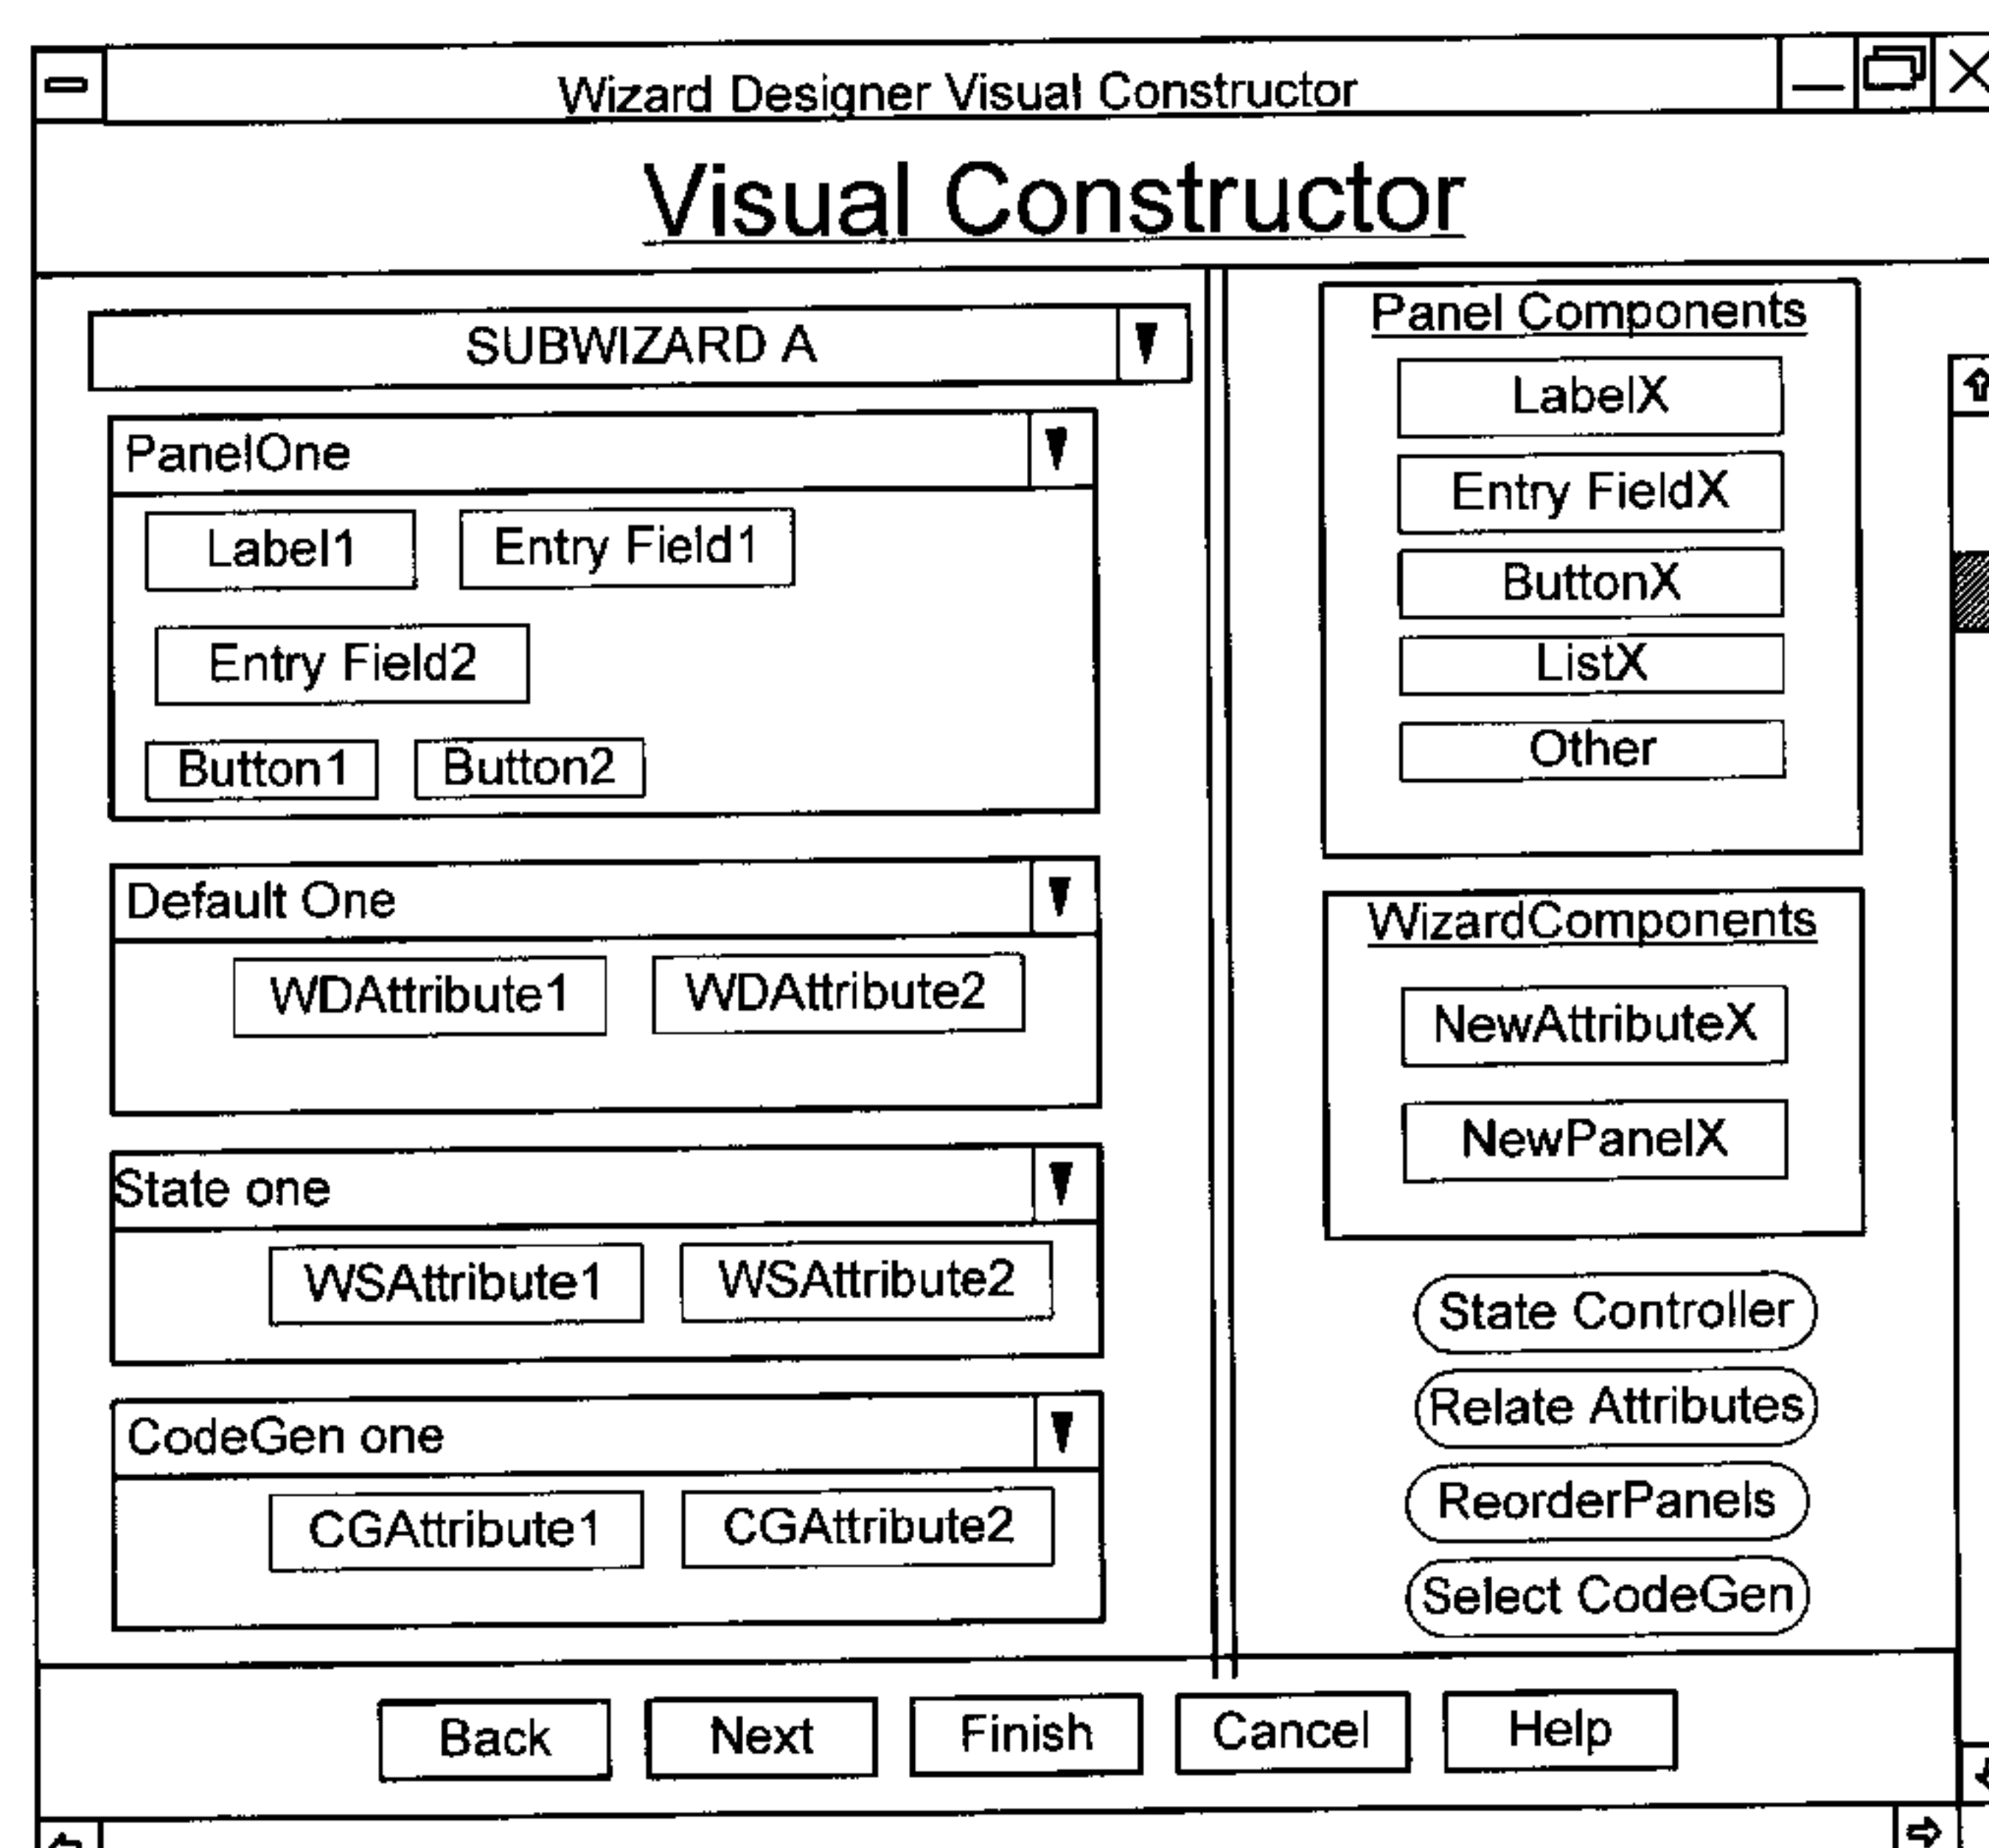 Wizard Designer Visual Constructor
Visual Constructor
SUBWIZARD A
PanelOne
Label1 Entry Field1
Entry Field2
Button1 Button2
Default One
WDAttribute1 WDAttribute2
State one
WSAttribute1 WSAttribute2
CodeGen one
CGAttribute1 CGAttribute2
Panel Components
LabelX
Entry FieldX
ButtonX
ListX
Other
WizardComponents
NewAttributeX
NewPanelX
State Controller
Relate Attributes
ReorderPanels
Select CodeGen
Back Next Finish Cancel Help